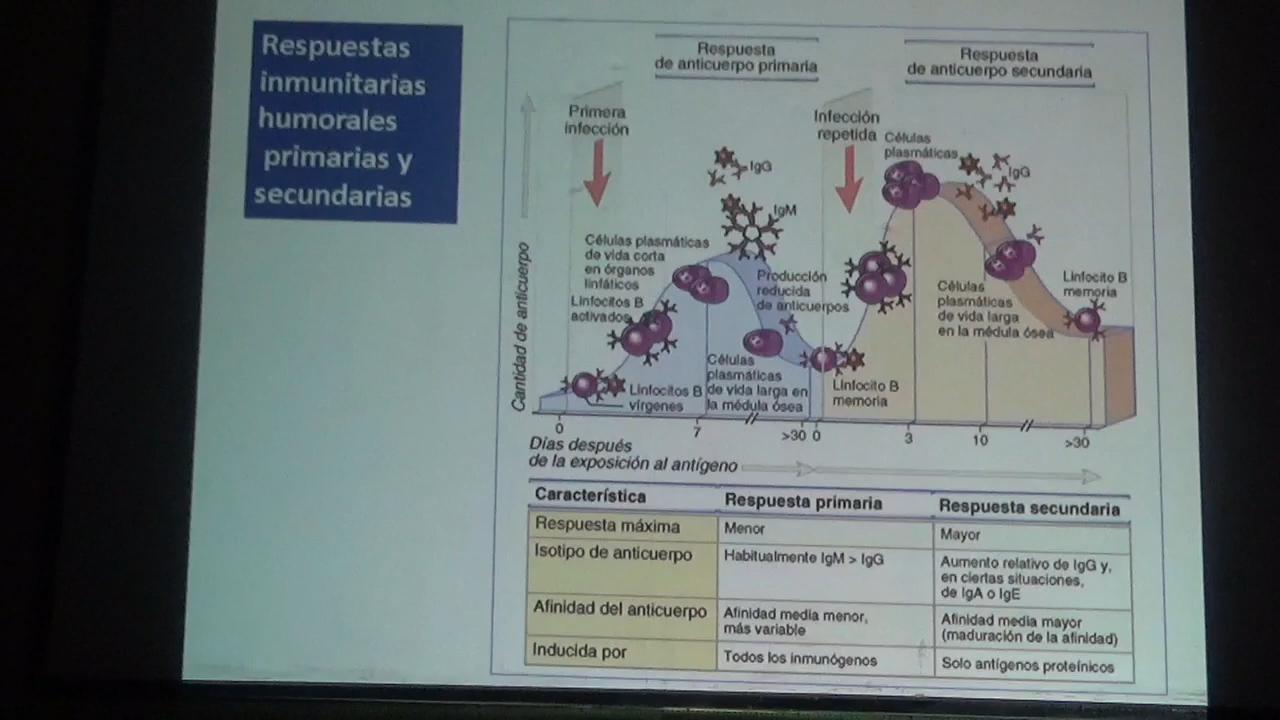 Respuestas
inmunitarias
humorales
primarias y
secundarias
Respuesta
de anticuerpo primaria
Respuesta
de anticuerpo secundaria
Primera
infección
Infección
repetida
Células
plasmáticas
IgG
IgG
IgM
Células plasmáticas
de vida corta
en órganos
linfáticos
Linfocitos B
activados
Producción
reducida
de anticuerpos
Células
plasmáticas
de vida larga
en la médula ósea
Linfocito B
memoria
Células
plasmáticas
de vida larga en
la médula ósea
Linfocitos B
vírgenes
Linfocito B
memoria
Cantidad de anticuerpo
0 7 >30 0 3 10 >30
Días después
de la exposición al antígeno
Característica Respuesta primaria Respuesta secundaria
Respuesta máxima Menor Mayor
Isotipo de anticuerpo Habitualmente IgM > IgG Aumento relativo de IgG y,
en ciertas situaciones,
de IgA o IgE
Afinidad del anticuerpo Afinidad media menor, Afinidad media mayor
más variable (maduración de la afinidad)
Inducida por Todos los inmunógenos Solo antígenos proteínicos